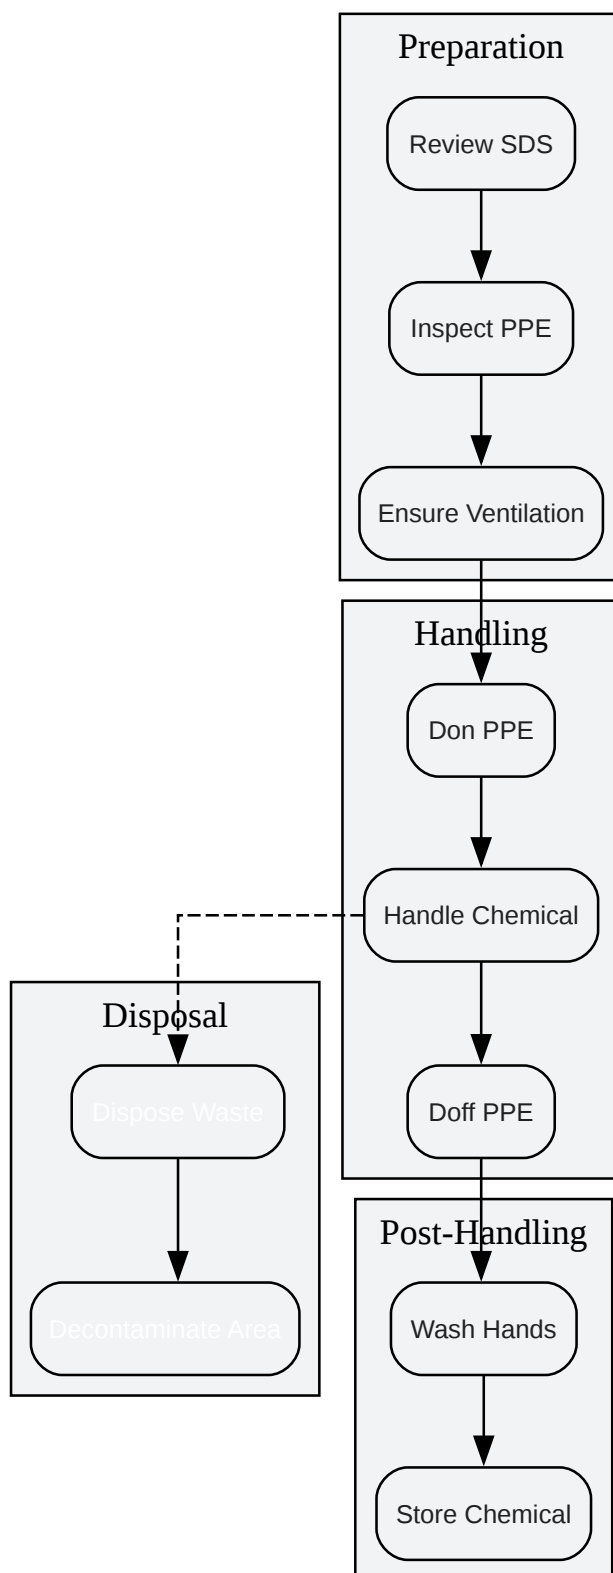 Preparation
Review SDS
Inspect PPE
Ensure Ventilation
Handling
Don PPE
Handle Chemical
Disposal
Dispose Waste
Doff PPE
Post-Handling
Decontaminate Area
Wash Hands
Store Chemical